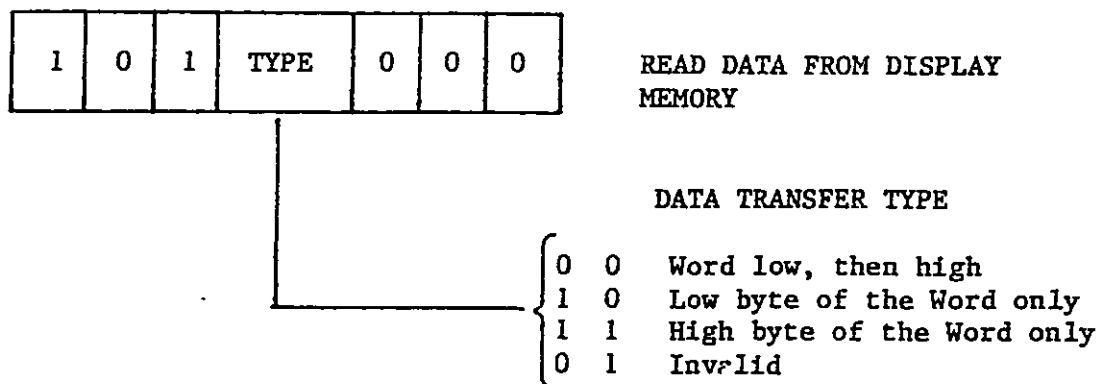 1 0 1 TYPE 0 0 0
READ DATA FROM DISPLAY
MEMORY
DATA TRANSFER TYPE
0 0 Word low, then high
1 0 Low byte of the Word only
1 1 High byte of the Word only
0 1 Invalid